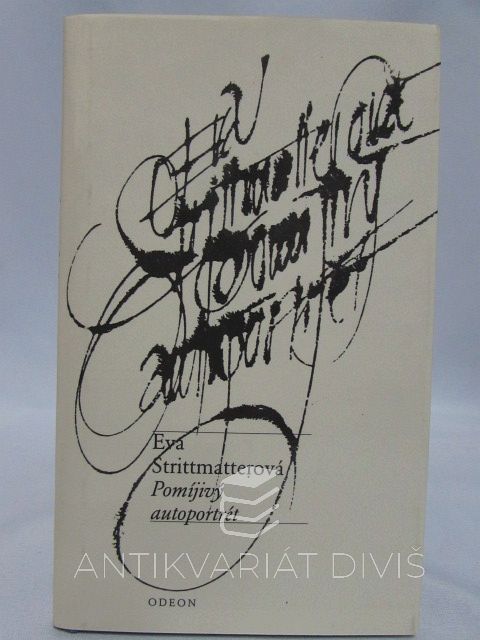 Eva
Strittmatterová
Pomíjivý
autoportrét
ANTIKVARIÁT DIVIŠ
ODEON